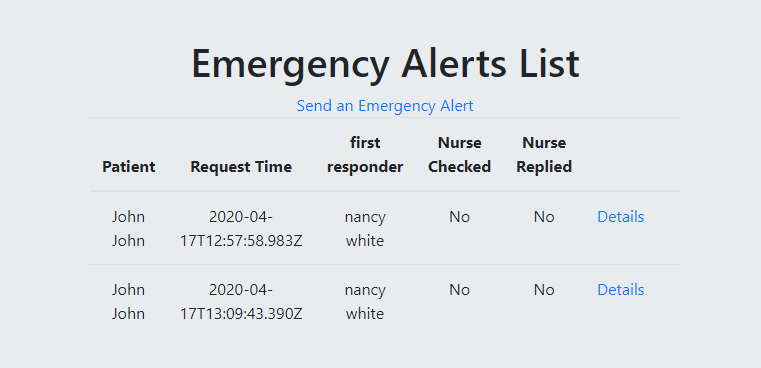 Emergency Alerts List
Send an Emergency Alert
Patient Request Time first responder Nurse Checked Nurse Replied
John John 2020-04-17T12:57:58.983Z nancy white No No Details
John John 2020-04-17T13:09:43.390Z nancy white No No Details